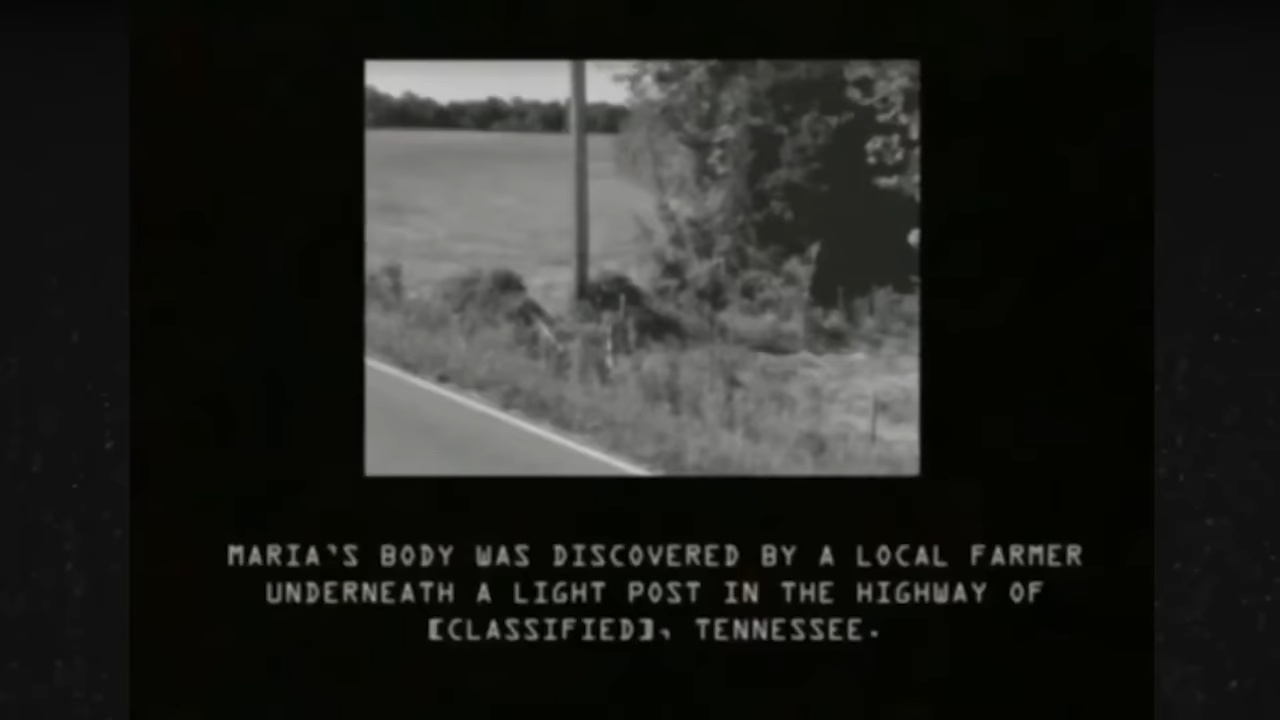 MARIA'S BODY WAS DISCOVERED BY A LOCAL FARMER
UNDERNEATH A LIGHT POST IN THE HIGHWAY OF
[CLASSIFIED], TENNESSEE.